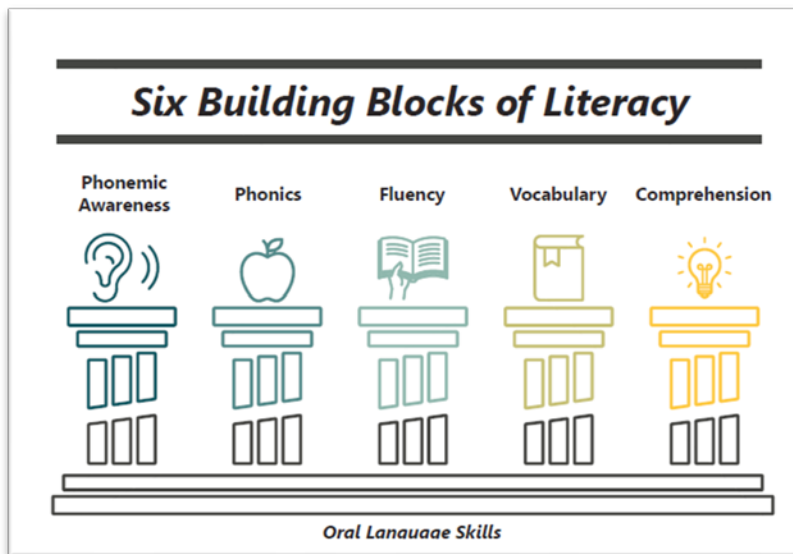 Six Building Blocks of Literacy
Phonemic
Awareness
Phonics
Fluency
Vocabulary
Comprehension
Oral Language Skills